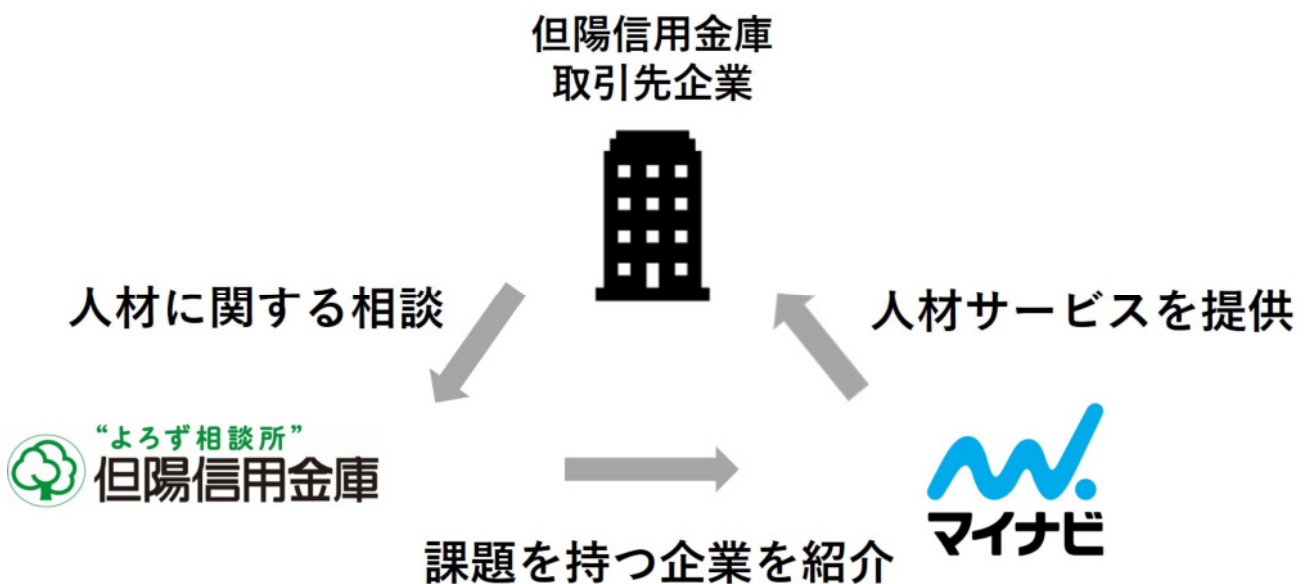 但陽信用金庫
取引先企業
人材に関する相談
人材サービスを提供
“よろず相談所”
但陽信用金庫
マイナビ
課題を持つ企業を紹介